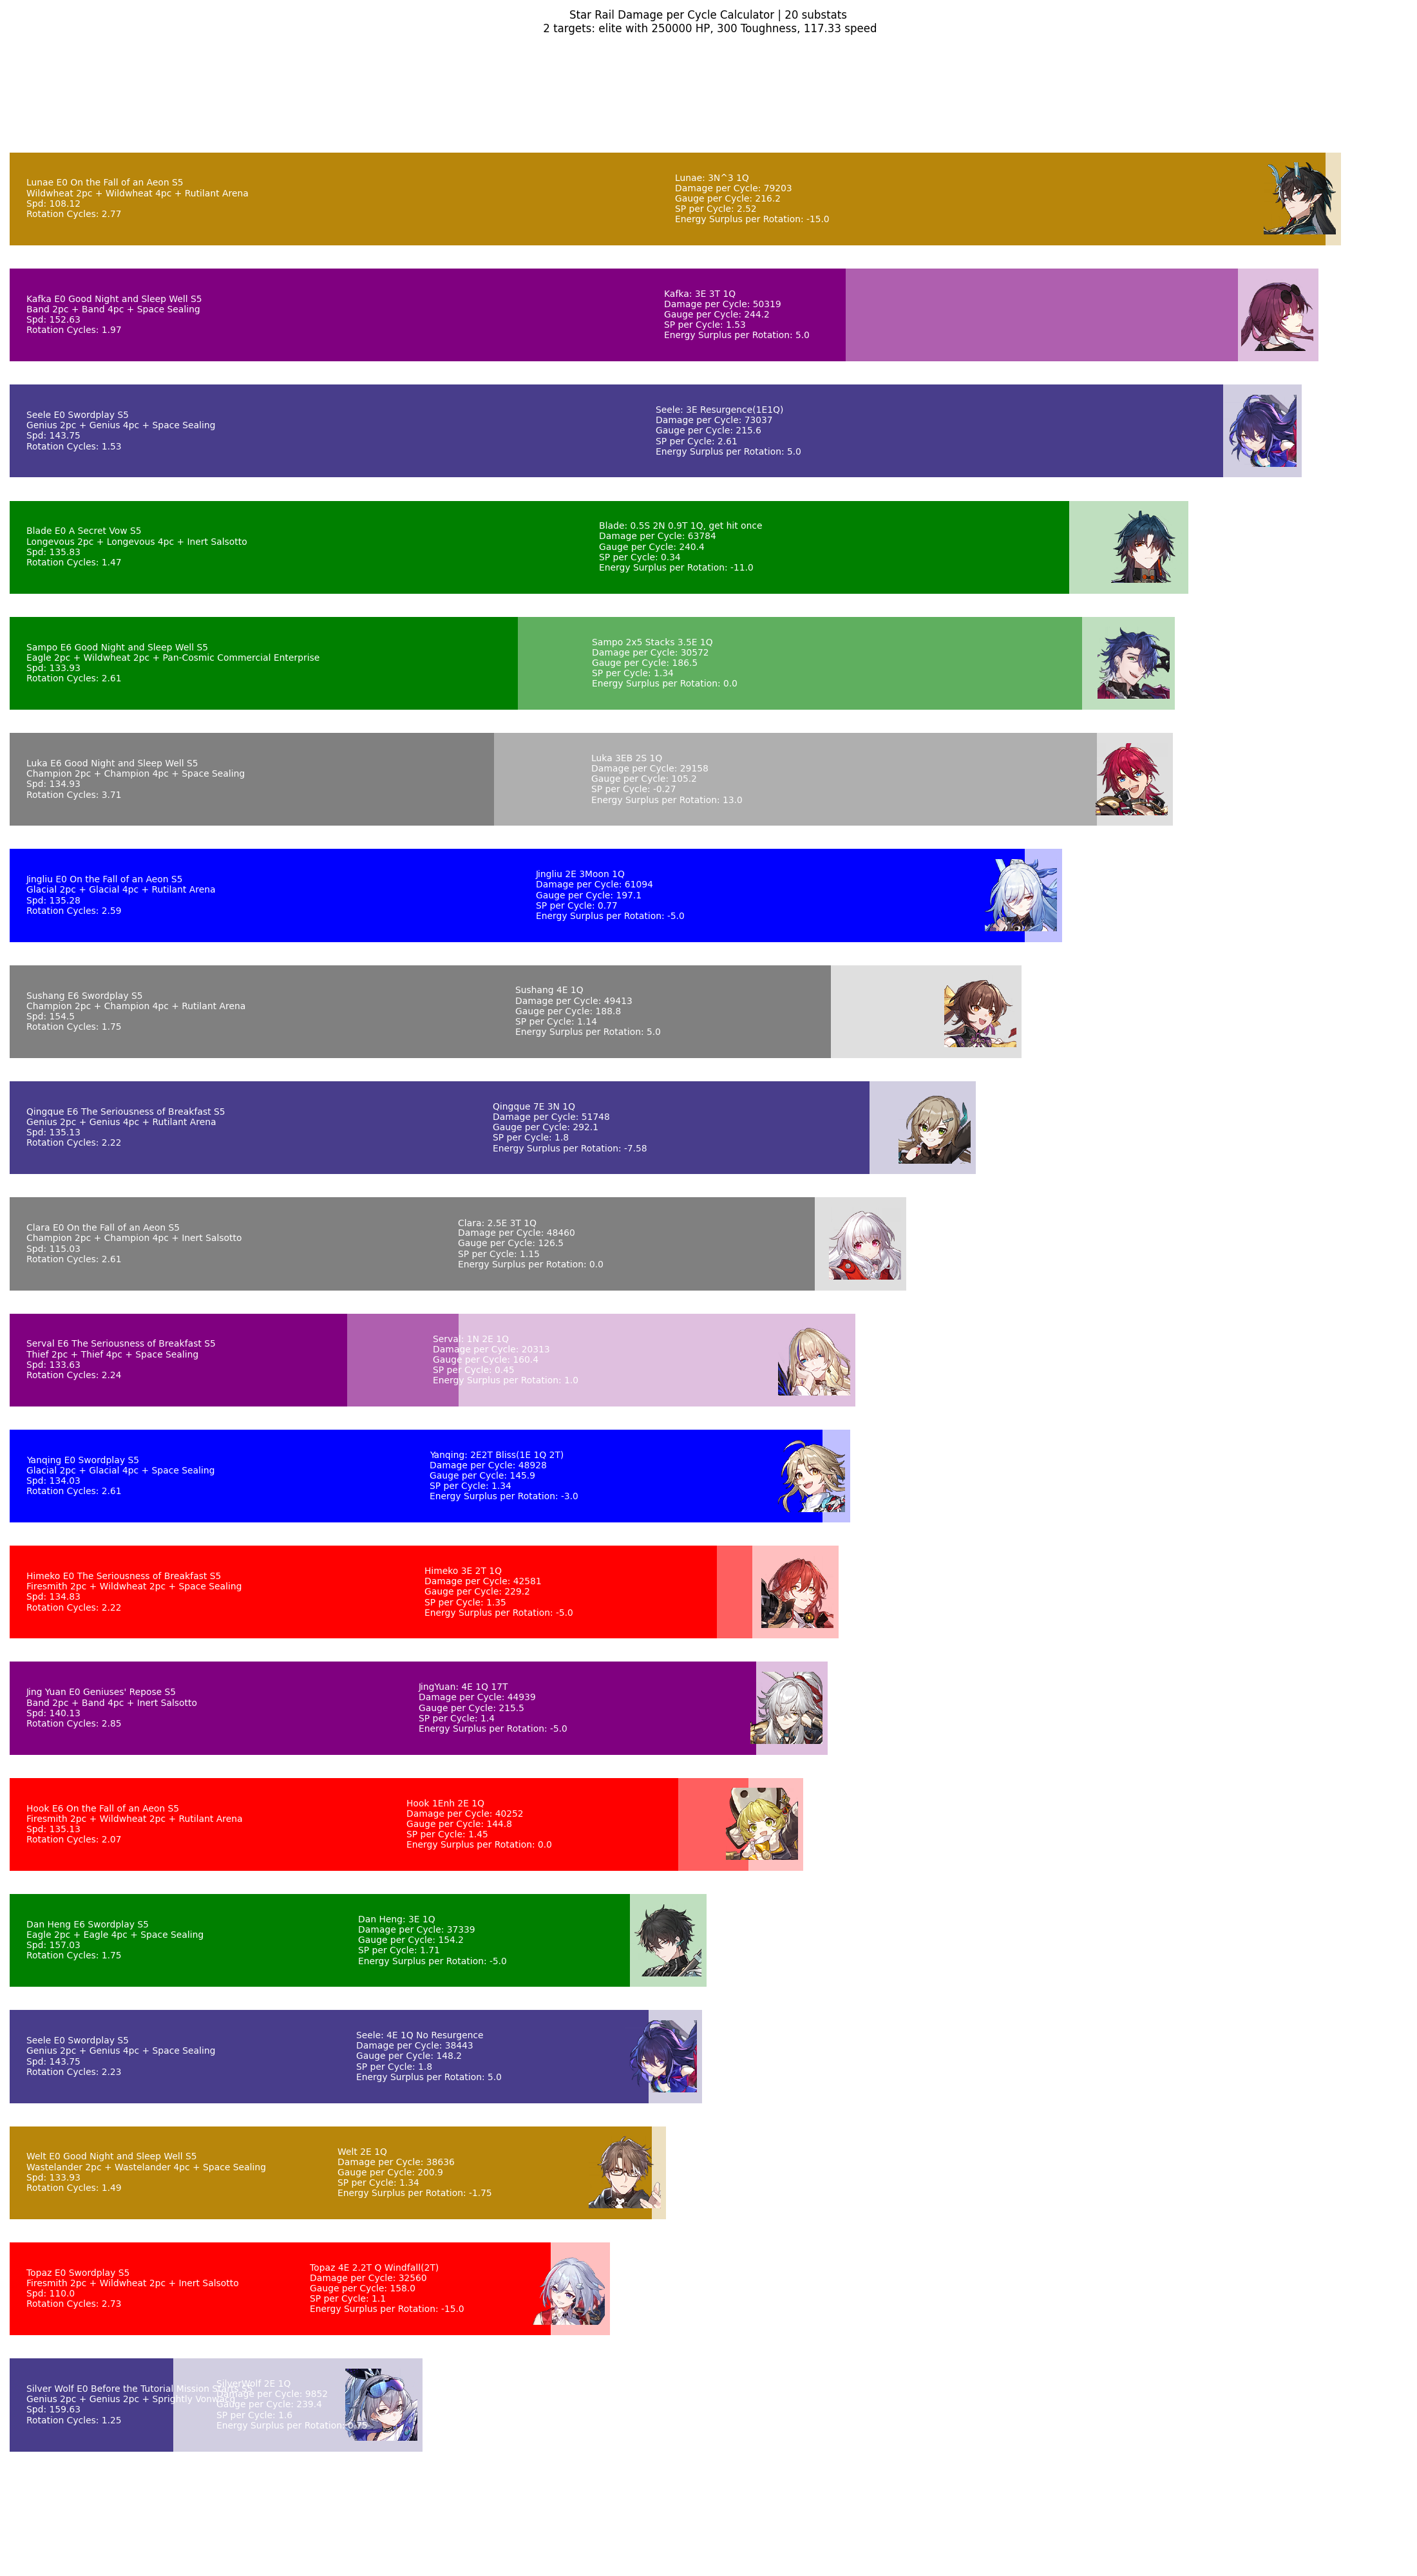 Star Rail Damage per Cycle Calculator | 20 substats
2 targets: elite with 250000 HP, 300 Toughness, 117.33 speed
Lunae E0 On the Fall of an Aeon S5
Wildwheat 2pc + Wildwheat 4pc + Rutilant Arena
Spd: 108.12
Rotation Cycles: 2.77
Lunae: 3N^3 1Q
Damage per Cycle: 79203
Gauge per Cycle: 216.2
SP per Cycle: 2.52
Energy Surplus per Rotation: -15.0
Kafka E0 Good Night and Sleep Well S5
Band 2pc + Band 4pc + Space Sealing
Spd: 152.63
Rotation Cycles: 1.97
Kafka: 3E 3T 1Q
Damage per Cycle: 50319
Gauge per Cycle: 244.2
SP per Cycle: 1.53
Energy Surplus per Rotation: 5.0
Seele E0 Swordplay S5
Genius 2pc + Genius 4pc + Space Sealing
Spd: 143.75
Rotation Cycles: 1.53
Seele: 3E Resurgence(1E1Q)
Damage per Cycle: 73037
Gauge per Cycle: 215.6
SP per Cycle: 2.61
Energy Surplus per Rotation: 5.0
Blade E0 A Secret Vow S5
Longevous 2pc + Longevous 4pc + Inert Salsotto
Spd: 135.83
Rotation Cycles: 1.47
Blade: 0.5S 2N 0.9T 1Q, get hit once
Damage per Cycle: 63784
Gauge per Cycle: 240.4
SP per Cycle: 0.34
Energy Surplus per Rotation: -11.0
Sampo E6 Good Night and Sleep Well S5
Eagle 2pc + Wildwheat 2pc + Pan-Cosmic Commercial Enterprise
Spd: 133.93
Rotation Cycles: 2.61
Sampo 2x5 Stacks 3.5E 1Q
Damage per Cycle: 30572
Gauge per Cycle: 186.5
SP per Cycle: 1.34
Energy Surplus per Rotation: 0.0
Luka E6 Good Night and Sleep Well S5
Champion 2pc + Champion 4pc + Space Sealing
Spd: 134.93
Rotation Cycles: 3.71
Luka 3EB 2S 1Q
Damage per Cycle: 29158
Gauge per Cycle: 105.2
SP per Cycle: -0.27
Energy Surplus per Rotation: 13.0
Jingliu E0 On the Fall of an Aeon S5
Glacial 2pc + Glacial 4pc + Rutilant Arena
Spd: 135.28
Rotation Cycles: 2.59
Jingliu 2E 3Moon 1Q
Damage per Cycle: 61094
Gauge per Cycle: 197.1
SP per Cycle: 0.77
Energy Surplus per Rotation: -5.0
Sushang E6 Swordplay S5
Champion 2pc + Champion 4pc + Rutilant Arena
Spd: 154.5
Rotation Cycles: 1.75
Sushang 4E 1Q
Damage per Cycle: 49413
Gauge per Cycle: 188.8
SP per Cycle: 1.14
Energy Surplus per Rotation: 5.0
Qingque E6 The Seriousness of Breakfast S5
Genius 2pc + Genius 4pc + Rutilant Arena
Spd: 135.13
Rotation Cycles: 2.22
Qingque 7E 3N 1Q
Damage per Cycle: 51748
Gauge per Cycle: 292.1
SP per Cycle: 1.8
Energy Surplus per Rotation: -7.58
Clara E0 On the Fall of an Aeon S5
Champion 2pc + Champion 4pc + Inert Salsotto
Spd: 115.03
Rotation Cycles: 2.61
Clara: 2.5E 3T 1Q
Damage per Cycle: 48460
Gauge per Cycle: 126.5
SP per Cycle: 1.15
Energy Surplus per Rotation: 0.0
Serval E6 The Seriousness of Breakfast S5
Thief 2pc + Thief 4pc + Space Sealing
Spd: 133.63
Rotation Cycles: 2.24
Serval: 1N 2E 1Q
Damage per Cycle: 20313
Gauge per Cycle: 160.4
SP per Cycle: 0.45
Energy Surplus per Rotation: 1.0
Yanqing E0 Swordplay S5
Glacial 2pc + Glacial 4pc + Space Sealing
Spd: 134.03
Rotation Cycles: 2.61
Yanqing: 2E2T Bliss(1E 1Q 2T)
Damage per Cycle: 48928
Gauge per Cycle: 145.9
SP per Cycle: 1.34
Energy Surplus per Rotation: -3.0
Himeko E0 The Seriousness of Breakfast S5
Firesmith 2pc + Wildwheat 2pc + Space Sealing
Spd: 134.83
Rotation Cycles: 2.22
Himeko 3E 2T 1Q
Damage per Cycle: 42581
Gauge per Cycle: 229.2
SP per Cycle: 1.35
Energy Surplus per Rotation: -5.0
Jing Yuan E0 Geniuses' Repose S5
Band 2pc + Band 4pc + Inert Salsotto
Spd: 140.13
Rotation Cycles: 2.85
JingYuan: 4E 1Q 17T
Damage per Cycle: 44939
Gauge per Cycle: 215.5
SP per Cycle: 1.4
Energy Surplus per Rotation: -5.0
Hook E6 On the Fall of an Aeon S5
Firesmith 2pc + Wildwheat 2pc + Rutilant Arena
Spd: 135.13
Rotation Cycles: 2.07
Hook 1Enh 2E 1Q
Damage per Cycle: 40252
Gauge per Cycle: 144.8
SP per Cycle: 1.45
Energy Surplus per Rotation: 0.0
Dan Heng E6 Swordplay S5
Eagle 2pc + Eagle 4pc + Space Sealing
Spd: 157.03
Rotation Cycles: 1.75
Dan Heng: 3E 1Q
Damage per Cycle: 37339
Gauge per Cycle: 154.2
SP per Cycle: 1.71
Energy Surplus per Rotation: -5.0
Seele E0 Swordplay S5
Genius 2pc + Genius 4pc + Space Sealing
Spd: 143.75
Rotation Cycles: 2.23
Seele: 4E 1Q No Resurgence
Damage per Cycle: 38443
Gauge per Cycle: 148.2
SP per Cycle: 1.8
Energy Surplus per Rotation: 5.0
Welt E0 Good Night and Sleep Well S5
Wastelander 2pc + Wastelander 4pc + Space Sealing
Spd: 133.93
Rotation Cycles: 1.49
Welt 2E 1Q
Damage per Cycle: 38636
Gauge per Cycle: 200.9
SP per Cycle: 1.34
Energy Surplus per Rotation: -1.75
Topaz E0 Swordplay S5
Firesmith 2pc + Wildwheat 2pc + Inert Salsotto
Spd: 110.0
Rotation Cycles: 2.73
Topaz 4E 2.2T Q Windfall(2T)
Damage per Cycle: 32560
Gauge per Cycle: 158.0
SP per Cycle: 1.1
Energy Surplus per Rotation: -15.0
Silver Wolf E0 Before the Tutorial Mission Starts S5
Genius 2pc + Genius 2pc + Sprightly Vonwacq
Spd: 159.63
Rotation Cycles: 1.25
SilverWolf 2E 1Q
Damage per Cycle: 9852
Gauge per Cycle: 239.4
SP per Cycle: 1.6
Energy Surplus per Rotation: 0.75